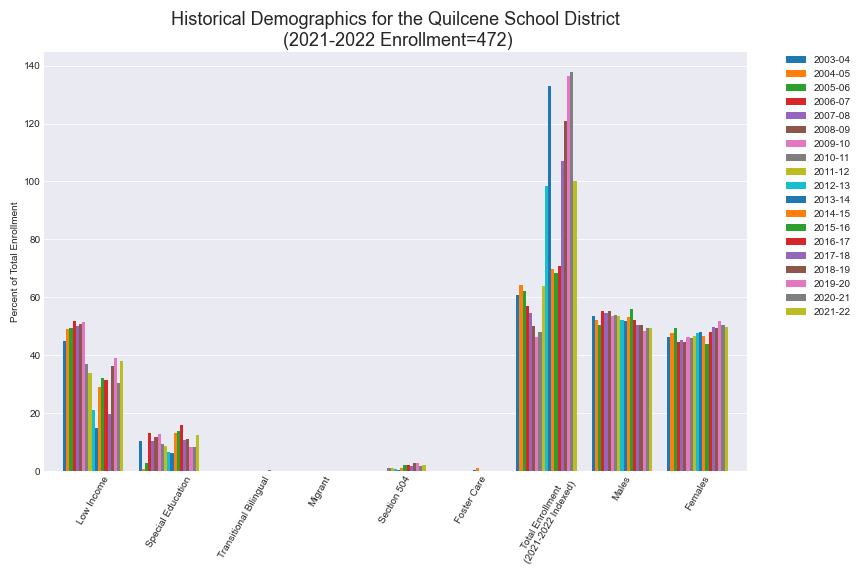 Historical Demographics for the Quilcene School District
(2021-2022 Enrollment=472)
Percent of Total Enrollment
140
120
100
80
60
40
20
0
Low Income
Special Education
Transitional Bilingual
Migrant
Section 504
Foster Care
Total Enrollment
(2021-2022 Indexed)
Males
Females
2003-04
2004-05
2005-06
2006-07
2007-08
2008-09
2009-10
2010-11
2011-12
2012-13
2013-14
2014-15
2015-16
2016-17
2017-18
2018-19
2019-20
2020-21
2021-22